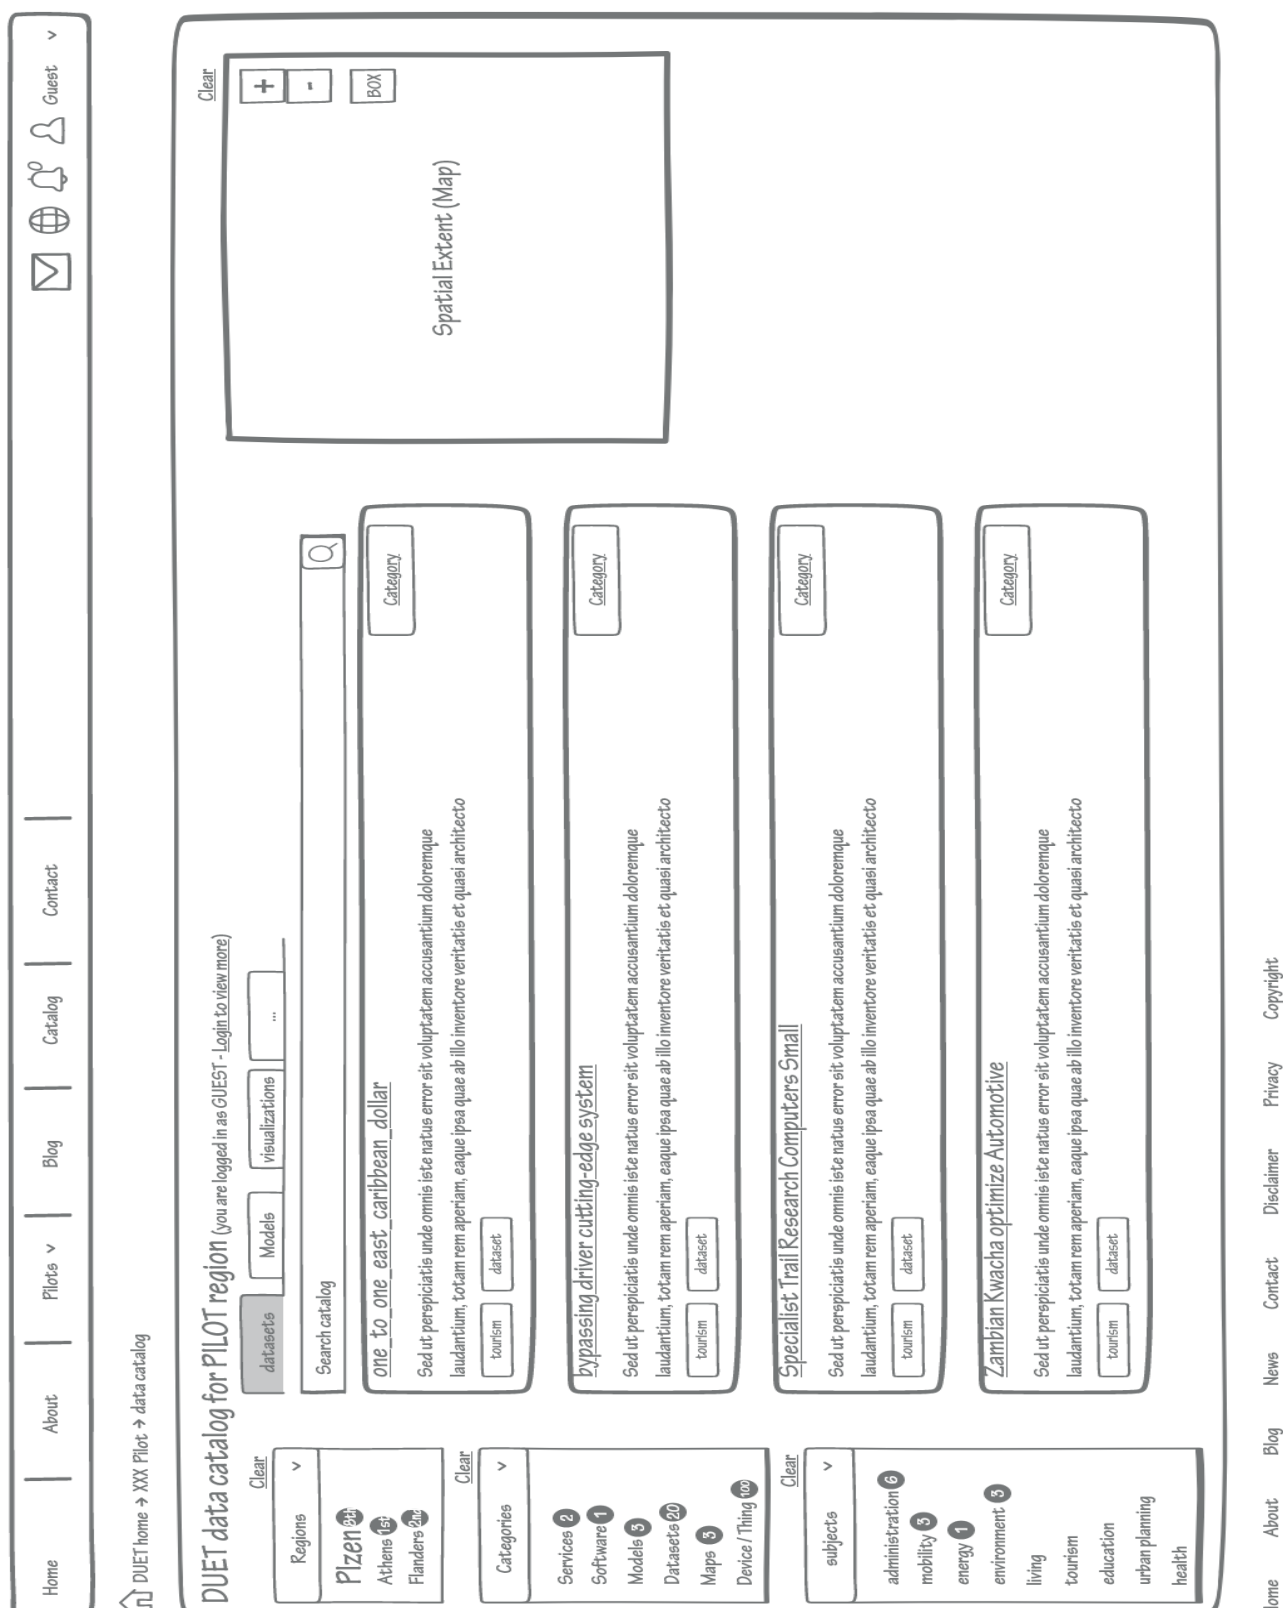 Home About Pilots Blog Catalog Contact Guest
DUET home → XXX Pilot → data catalog
DUET data catalog for PILOT region (you are logged in as GUEST - Login to view more)
datasets Models visualizations ...
Search catalog
Clear
Regions
Plzen 8th
Athens 1st
Flanders 2nd
Clear
Categories
Services 2
Software 1
Models 3
Datasets 20
Maps 3
Device / Thing 100
Clear
subjects
administration 6
mobility 3
energy 1
environment 3
living
tourism
education
urban planning
health
one_to_one_east_caribbean_dollar
Category
Sed ut perspiciatis unde omnis iste natus error sit voluptatem accusantium doloremque
laudantium, totam rem aperiam, eaque ipsa quae ab illo inventore veritatis et quasi architecto
tourism dataset
bypassing driver cutting-edge system
Category
Sed ut perspiciatis unde omnis iste natus error sit voluptatem accusantium doloremque
laudantium, totam rem aperiam, eaque ipsa quae ab illo inventore veritatis et quasi architecto
tourism dataset
Specialist Trail Research Computers Small
Category
Sed ut perspiciatis unde omnis iste natus error sit voluptatem accusantium doloremque
laudantium, totam rem aperiam, eaque ipsa quae ab illo inventore veritatis et quasi architecto
tourism dataset
Zambian Kwacha optimize Automotive
Category
Sed ut perspiciatis unde omnis iste natus error sit voluptatem accusantium doloremque
laudantium, totam rem aperiam, eaque ipsa quae ab illo inventore veritatis et quasi architecto
tourism dataset
Clear
+
-
BOX
Spatial Extent (Map)
Home About Blog News Contact Disclaimer Privacy Copyright